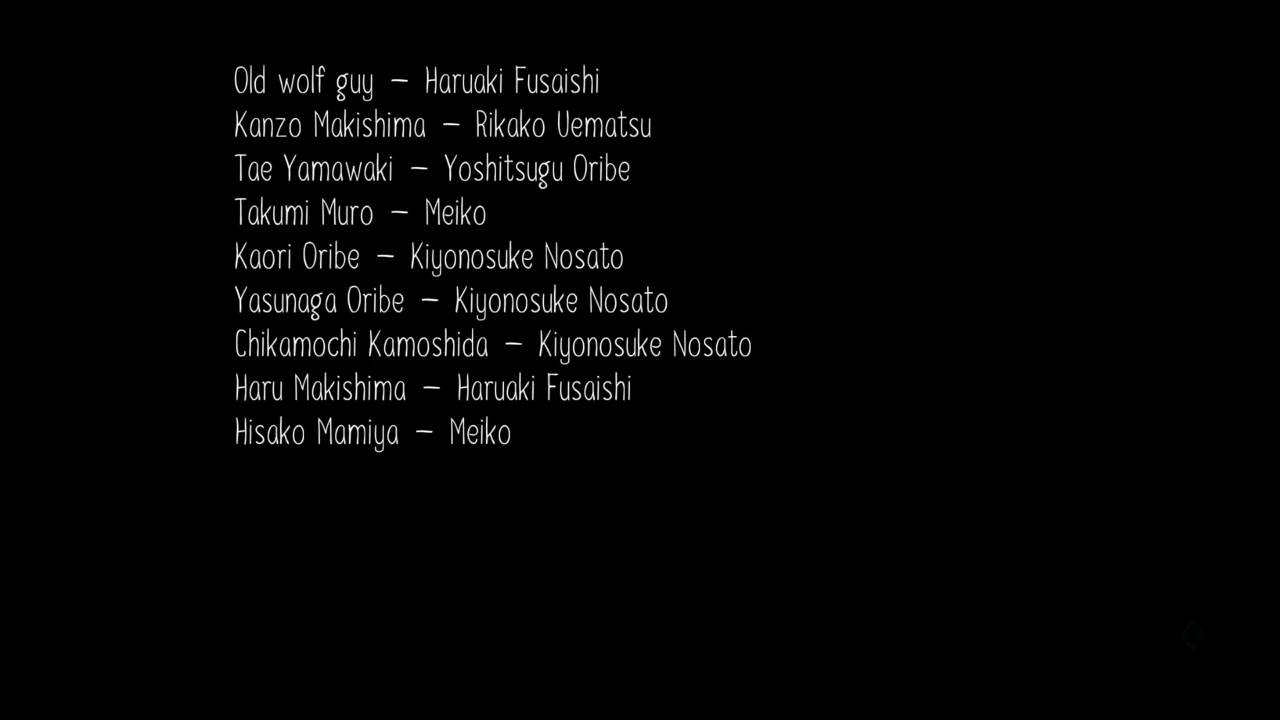 Old wolf guy – Haruaki Fusaishi
Kanzo Makishima – Rikako Uematsu
Tae Yamawaki – Yoshitsugu Oribe
Takumi Muro – Meiko
Kaori Oribe – Kiyonosuke Nosato
Yasunaga Oribe – Kiyonosuke Nosato
Chikamochi Kamoshida – Kiyonosuke Nosato
Haru Makishima – Haruaki Fusaishi
Hisako Mamiya – Meiko